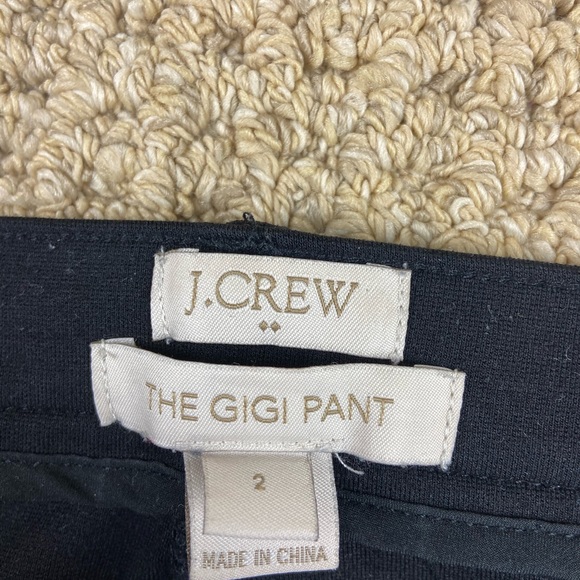 J.CREW
THE GIGI PANT
2
MADE IN CHINA